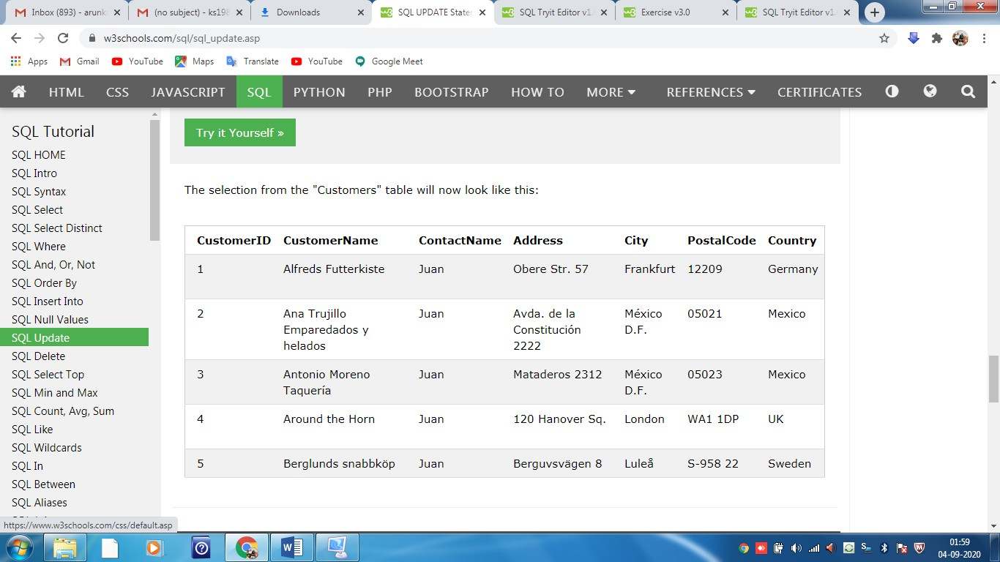 Inbox (893) - arunk
(no subject) - ks198
Downloads
SQL UPDATE Stater
SQL Tryit Editor v1.
Exercise v3.0
SQL Tryit Editor v1.
w3schools.com/sql/sql_update.asp
Apps
Gmail
YouTube
Maps
Translate
YouTube
Google Meet
HTML
CSS
JAVASCRIPT
SQL
PYTHON
PHP
BOOTSTRAP
HOW TO
MORE
REFERENCES
CERTIFICATES
SQL Tutorial
SQL HOME
SQL Intro
SQL Syntax
SQL Select
SQL Select Distinct
SQL Where
SQL And, Or, Not
SQL Order By
SQL Insert Into
SQL Null Values
SQL Update
SQL Delete
SQL Select Top
SQL Min and Max
SQL Count, Avg, Sum
SQL Like
SQL Wildcards
SQL In
SQL Between
SQL Aliases
https://www.w3schools.com/css/default.asp
Try it Yourself »
The selection from the "Customers" table will now look like this:
CustomerID CustomerName ContactName Address City PostalCode Country
1 Alfreds Futterkiste Juan Obere Str. 57 Frankfurt 12209 Germany
2 Ana Trujillo Juan Avda. de la México 05021 Mexico
Emparedados y Constitución D.F.
helados 2222
3 Antonio Moreno Juan Mataderos 2312 México 05023 Mexico
Taquería D.F.
4 Around the Horn Juan 120 Hanover Sq. London WA1 1DP UK
5 Berglunds snabbköp Juan Berguvsvägen 8 Luleå S-958 22 Sweden
01:59
04-09-2020